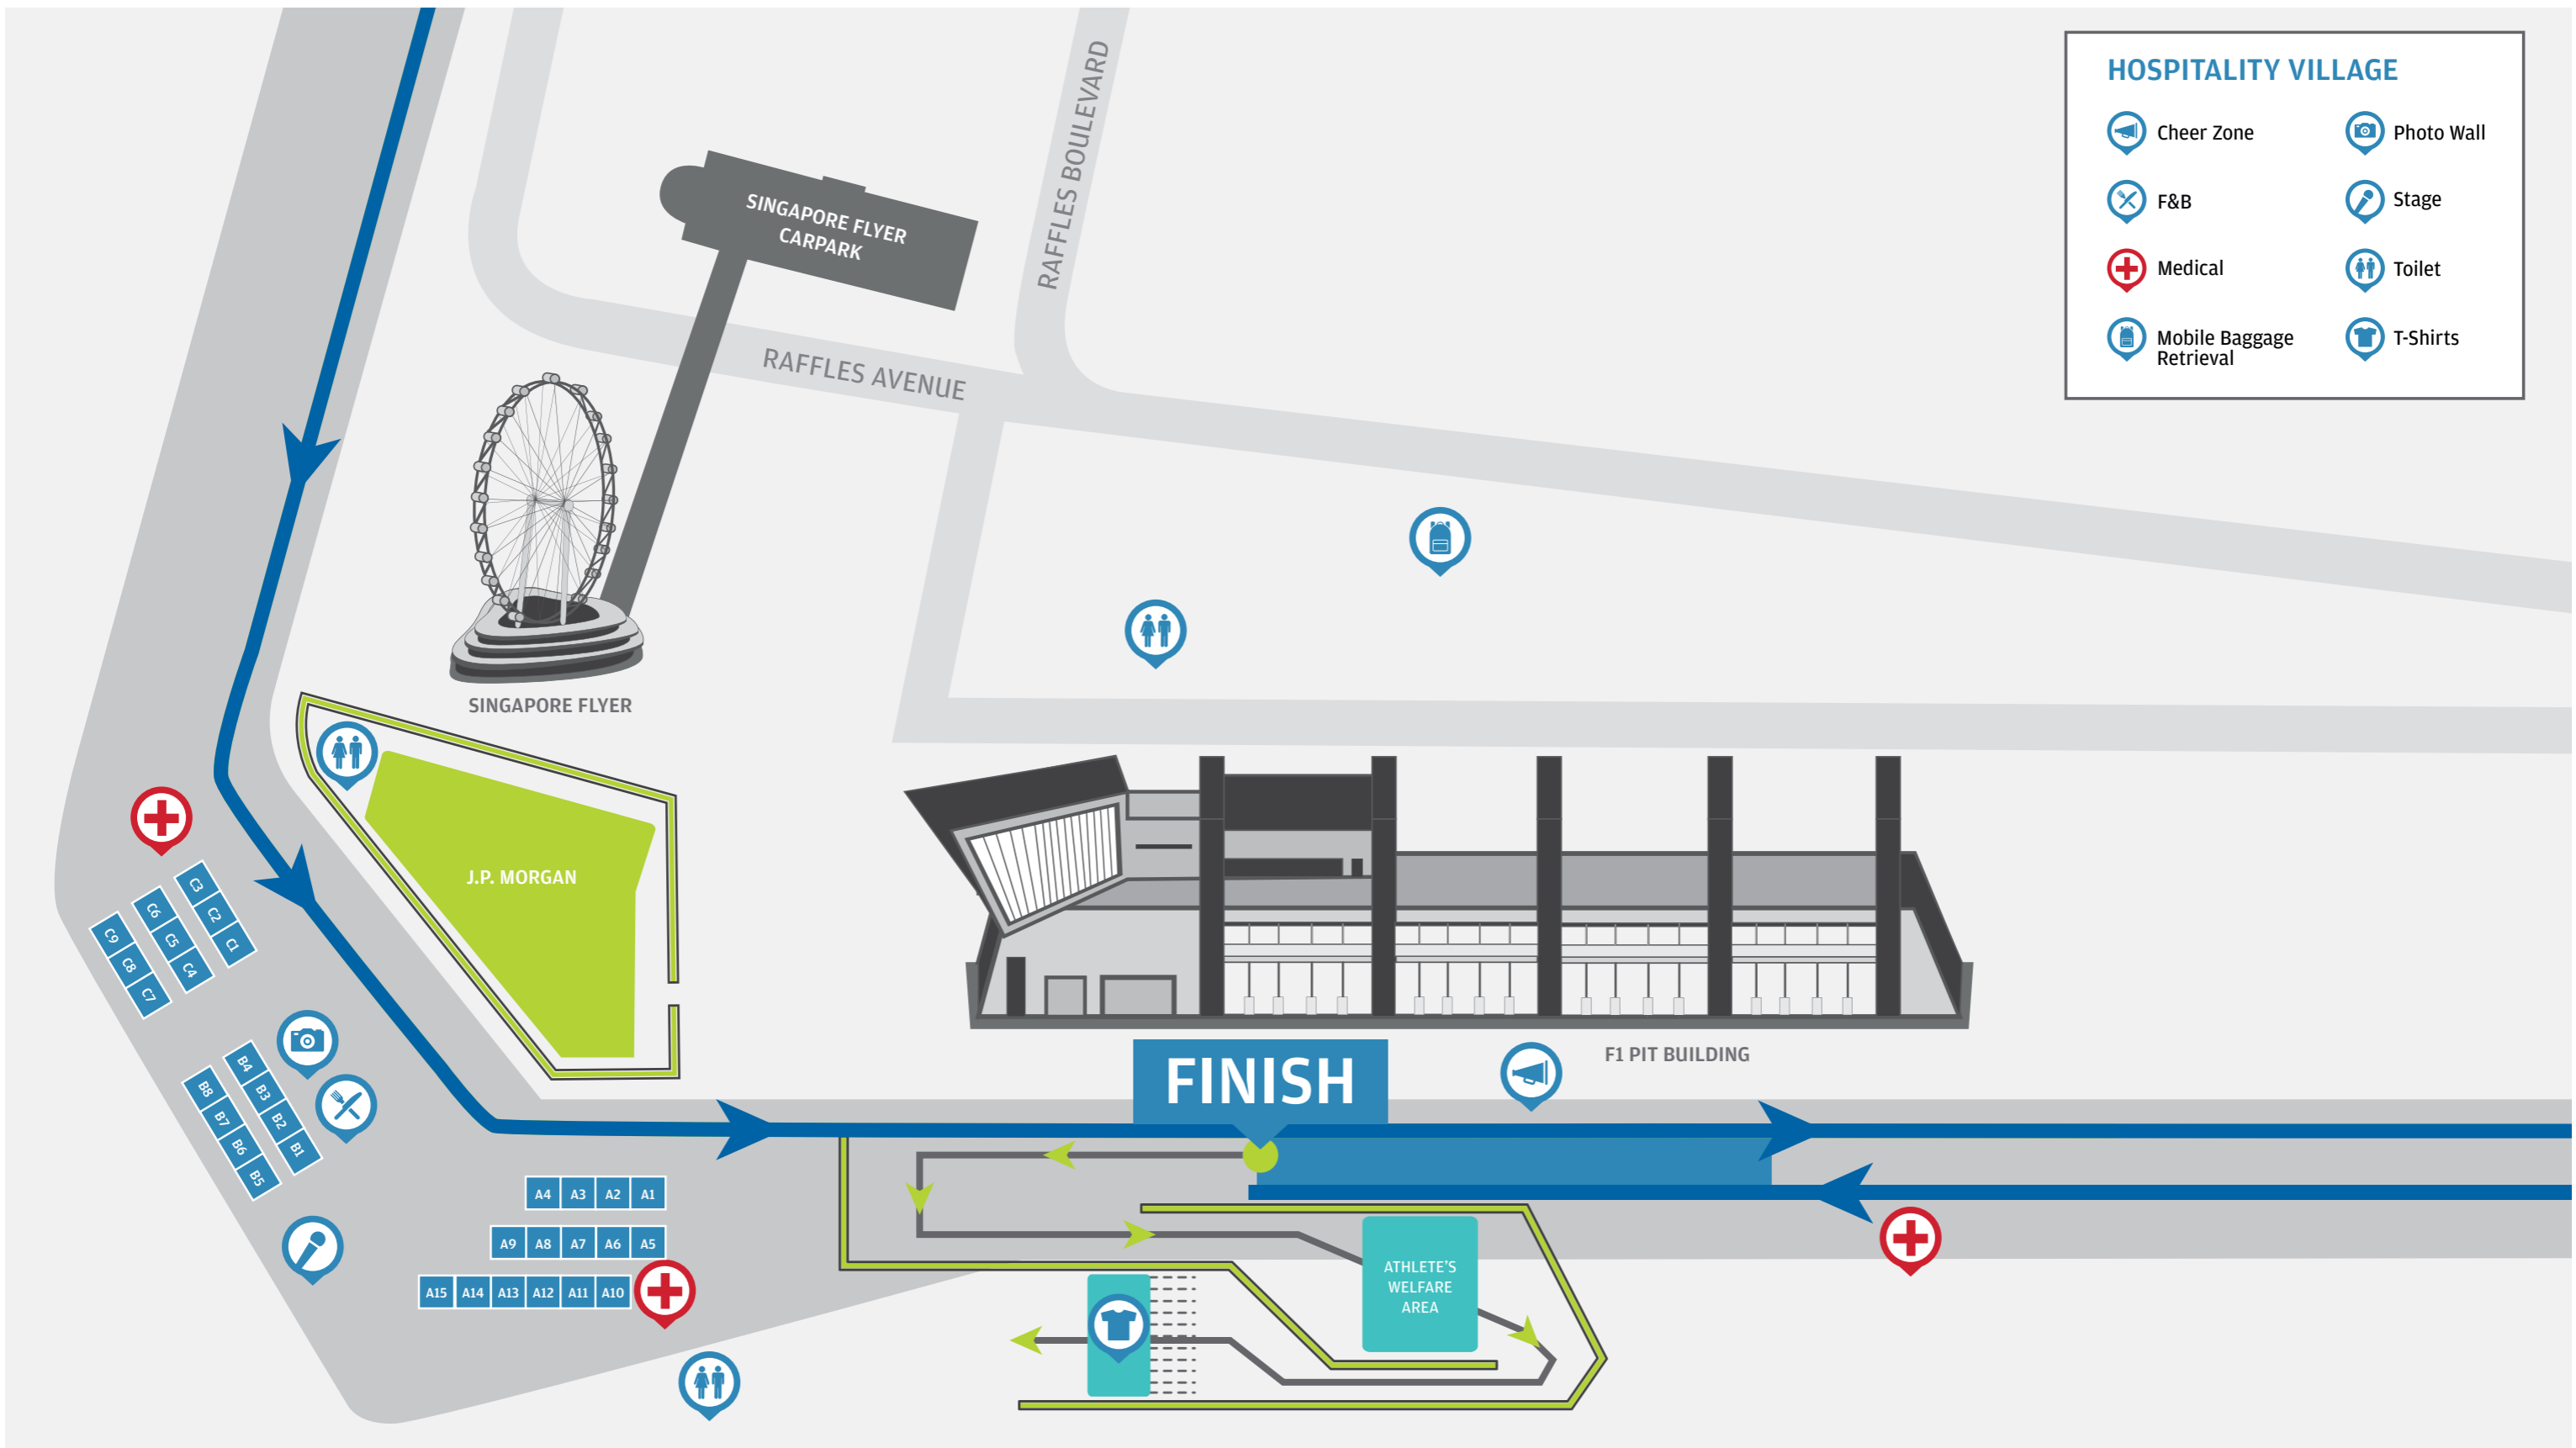 HOSPITALITY VILLAGE
Cheer Zone
Photo Wall
F&B
Stage
Medical
Toilet
Mobile Baggage
Retrieval
T-Shirts
RAFFLES BOULEVARD
SINGAPORE FLYER
CARPARK
RAFFLES AVENUE
SINGAPORE FLYER
J.P. MORGAN
C3
C2
C1
C6
C5
C4
C9
C8
C7
F1 PIT BUILDING
FINISH
B4
B3
B2
B1
B8
B7
B6
B5
A4 A3 A2 A1
A9 A8 A7 A6 A5
A15 A14 A13 A12 A11 A10
ATHLETE'S
WELFARE
AREA